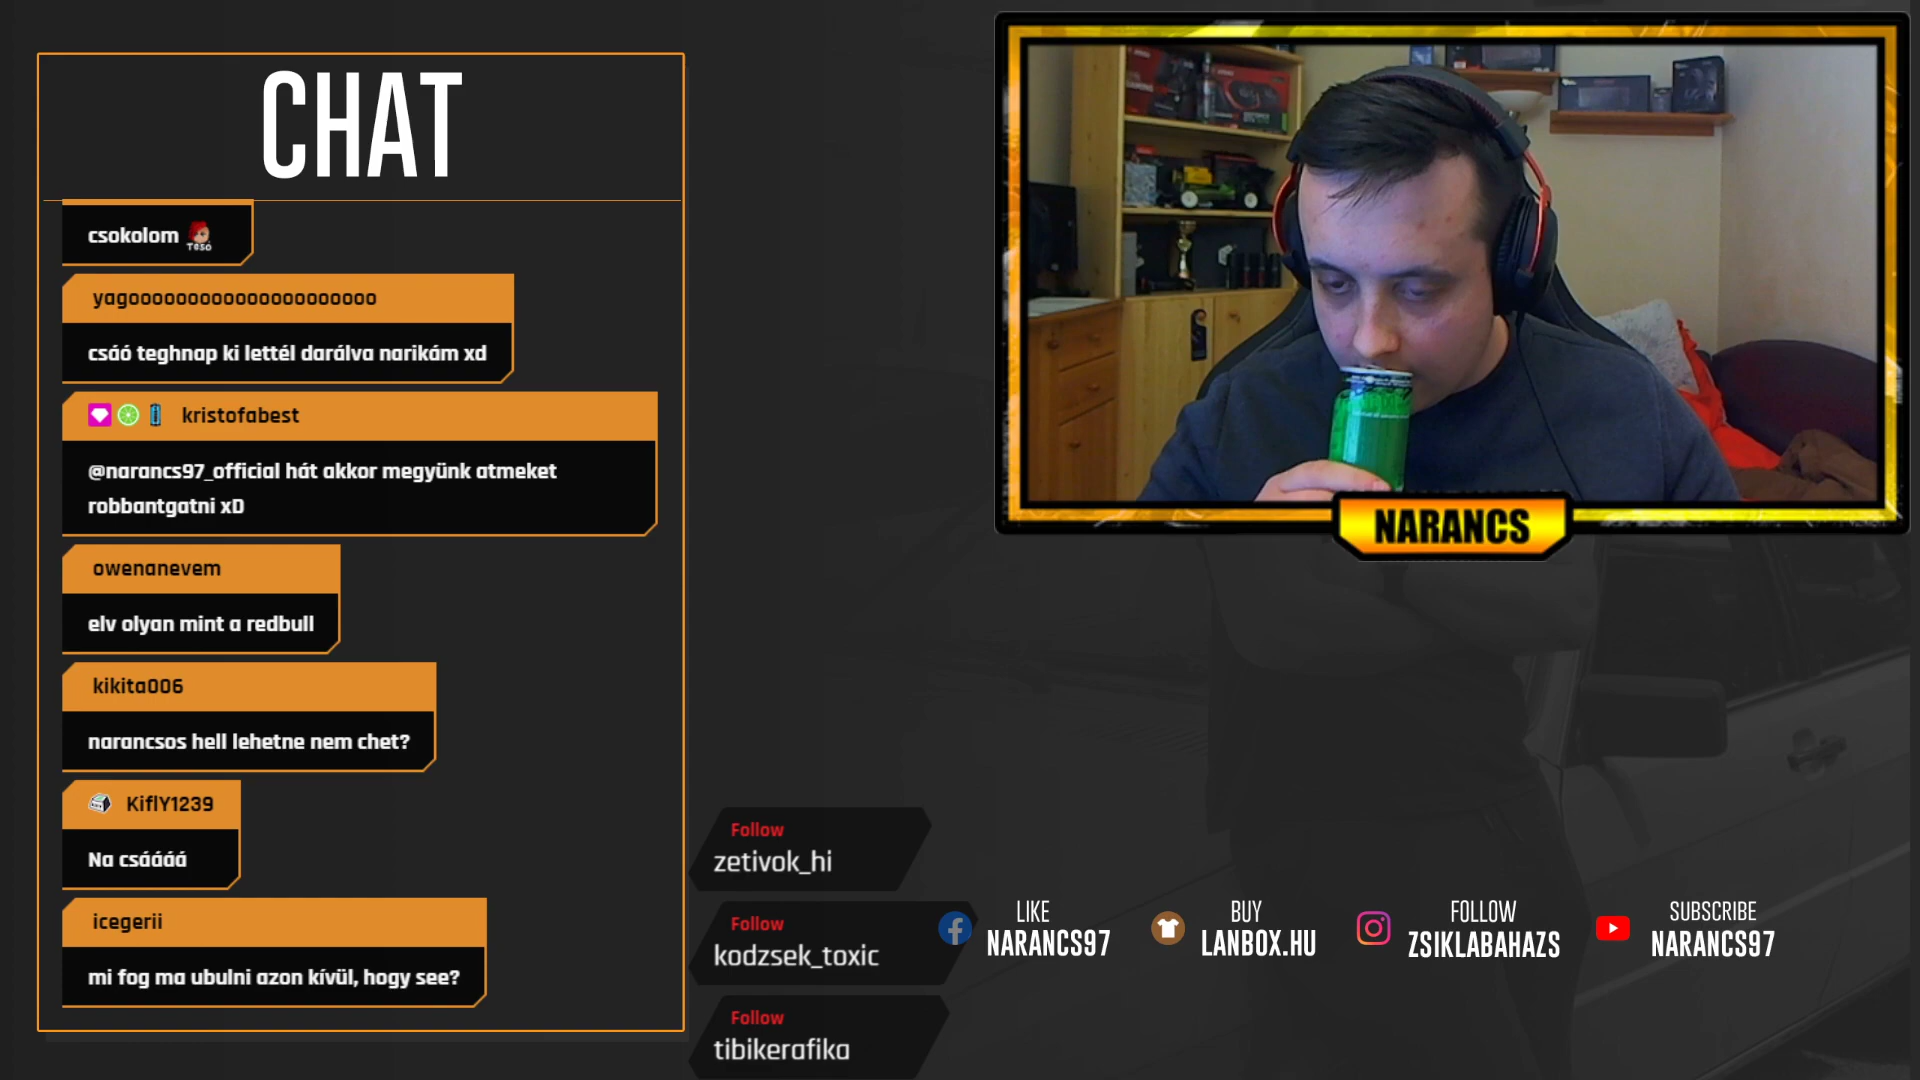 CHAT
csokolom
TESÓ
yagooooooooooooooooooooo
csáó teghnap ki lettél darálva narikám xd
kristofabest
@narancs97_official hát akkor megyünk atmeket
robbantgatni xD
owenanevem
elv olyan mint a redbull
kikita006
narancsos hell lehetne nem chet?
KiflY1239
Na csáááá
icegerii
mi fog ma ubulni azon kívül, hogy see?
NARANCS
Follow
zetivok_hi
Follow
kodzsek_toxic
Follow
tibikerafika
LIKE
NARANCS97
BUY
LANBOX.HU
FOLLOW
ZSIKLABAHAZS
SUBSCRIBE
NARANCS97